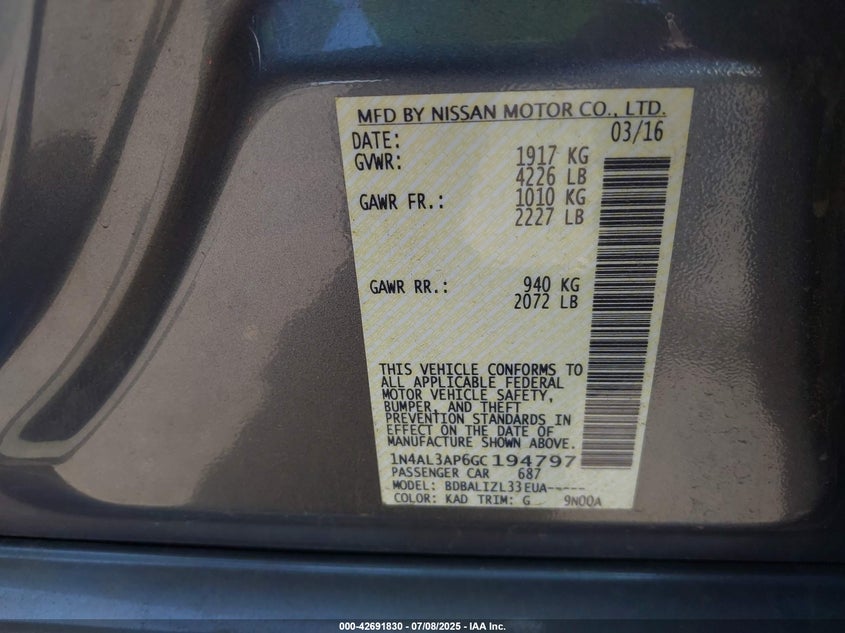 MFD BY NISSAN MOTOR CO., LTD.
DATE: 03/16
GVWR: 1917 KG
4226 LB
GAWR FR.: 1010 KG
2227 LB
GAWR RR.: 940 KG
2072 LB
THIS VEHICLE CONFORMS TO
ALL APPLICABLE FEDERAL
MOTOR VEHICLE SAFETY,
BUMPER, AND THEFT
PREVENTION STANDARDS IN
EFFECT ON THE DATE OF
MANUFACTURE SHOWN ABOVE.
1N4AL3AP6GC194797
PASSENGER CAR 687
MODEL: BDBALIZL33EUA-----
COLOR: KAD TRIM: G 9N00A
000-42691830 - 07/08/2025 - IAA Inc.